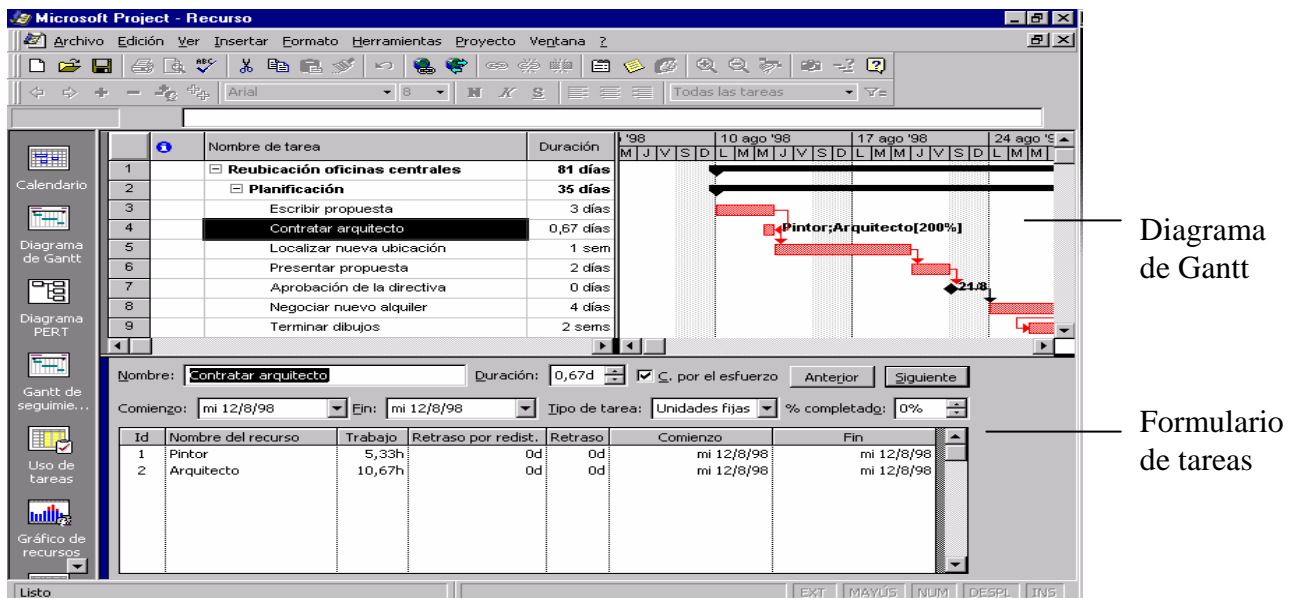 Microsoft Project - Recurso
Archivo Edición Ver Insertar Formato Herramientas Proyecto Ventana ?
Arial 8 N K S Todas las tareas
Nombre de tarea Duración '98 10 ago '98 17 ago '98 24 ago '9
M J V S D L M M J V S D L M M J V S D L M M
1 Reubicación oficinas centrales 81 días
2 Planificación 35 días
3 Escribir propuesta 3 días
4 Contratar arquitecto 0,67 días Pintor;Arquitecto[200%]
5 Localizar nueva ubicación 1 sem
6 Presentar propuesta 2 días
7 Aprobación de la directiva 0 días 21/8
8 Negociar nuevo alquiler 4 días
9 Terminar dibujos 2 sems
Calendario
Diagrama
de Gantt
Diagrama
PERT
Gantt de
seguimie...
Uso de
tareas
Gráfico de
recursos
Nombre: Contratar arquitecto Duración: 0,67d C. por el esfuerzo Anterior Siguiente
Comienzo: mi 12/8/98 Fin: mi 12/8/98 Tipo de tarea: Unidades fijas % completado: 0%
Id Nombre del recurso Trabajo Retraso por redist. Retraso Comienzo Fin
1 Pintor 5,33h 0d 0d mi 12/8/98 mi 12/8/98
2 Arquitecto 10,67h 0d 0d mi 12/8/98 mi 12/8/98
Listo EXT MAYÚS NUM DESPL INS
Diagrama
de Gantt
Formulario
de tareas